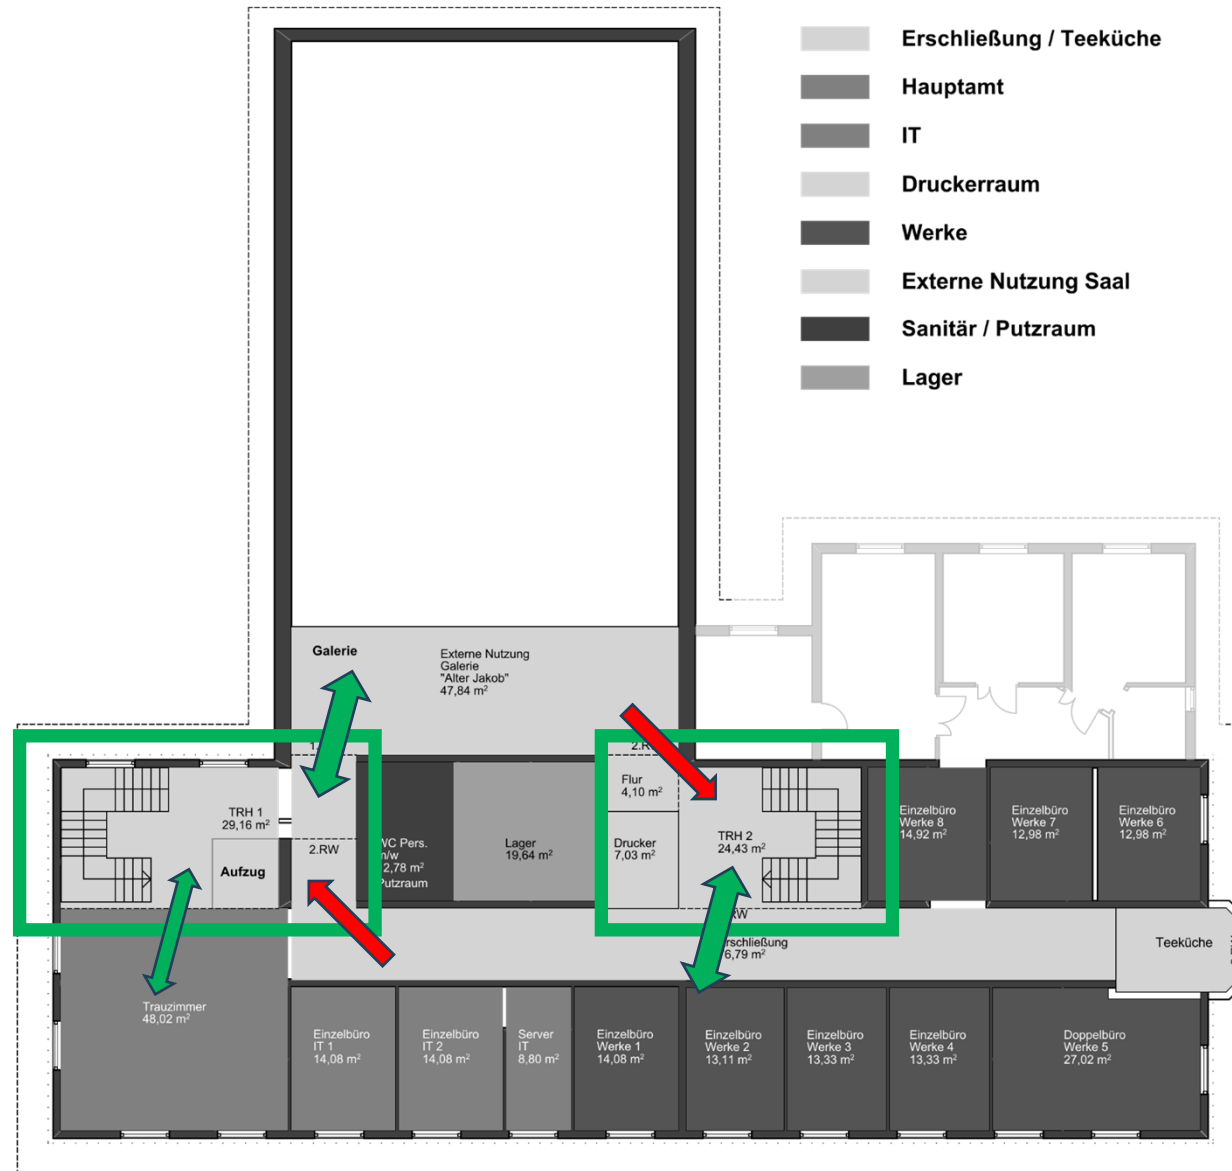 Erschließung / Teeküche
Hauptamt
IT
Druckerraum
Werke
Externe Nutzung Saal
Sanitär / Putzraum
Lager
Galerie
Externe Nutzung
Galerie
"Alter Jakob"
47,84 m²
TRH 1
29,16 m²
Aufzug
2.RW
WC Pers.
Putzraum
Lager
19,64 m²
Flur
4,10 m²
Drucker
7,03 m²
TRH 2
24,43 m²
Einzelbüro
Werke 8
14,92 m²
Einzelbüro
Werke 7
12,98 m²
Einzelbüro
Werke 6
12,98 m²
Teeküche
Trauzimmer
48,02 m²
Einzelbüro
IT 1
14,08 m²
Einzelbüro
IT 2
14,08 m²
Server
IT
8,80 m²
Einzelbüro
Werke 1
14,08 m²
Einzelbüro
Werke 2
13,11 m²
Einzelbüro
Werke 3
13,33 m²
Einzelbüro
Werke 4
13,33 m²
Doppelbüro
Werke 5
27,02 m²